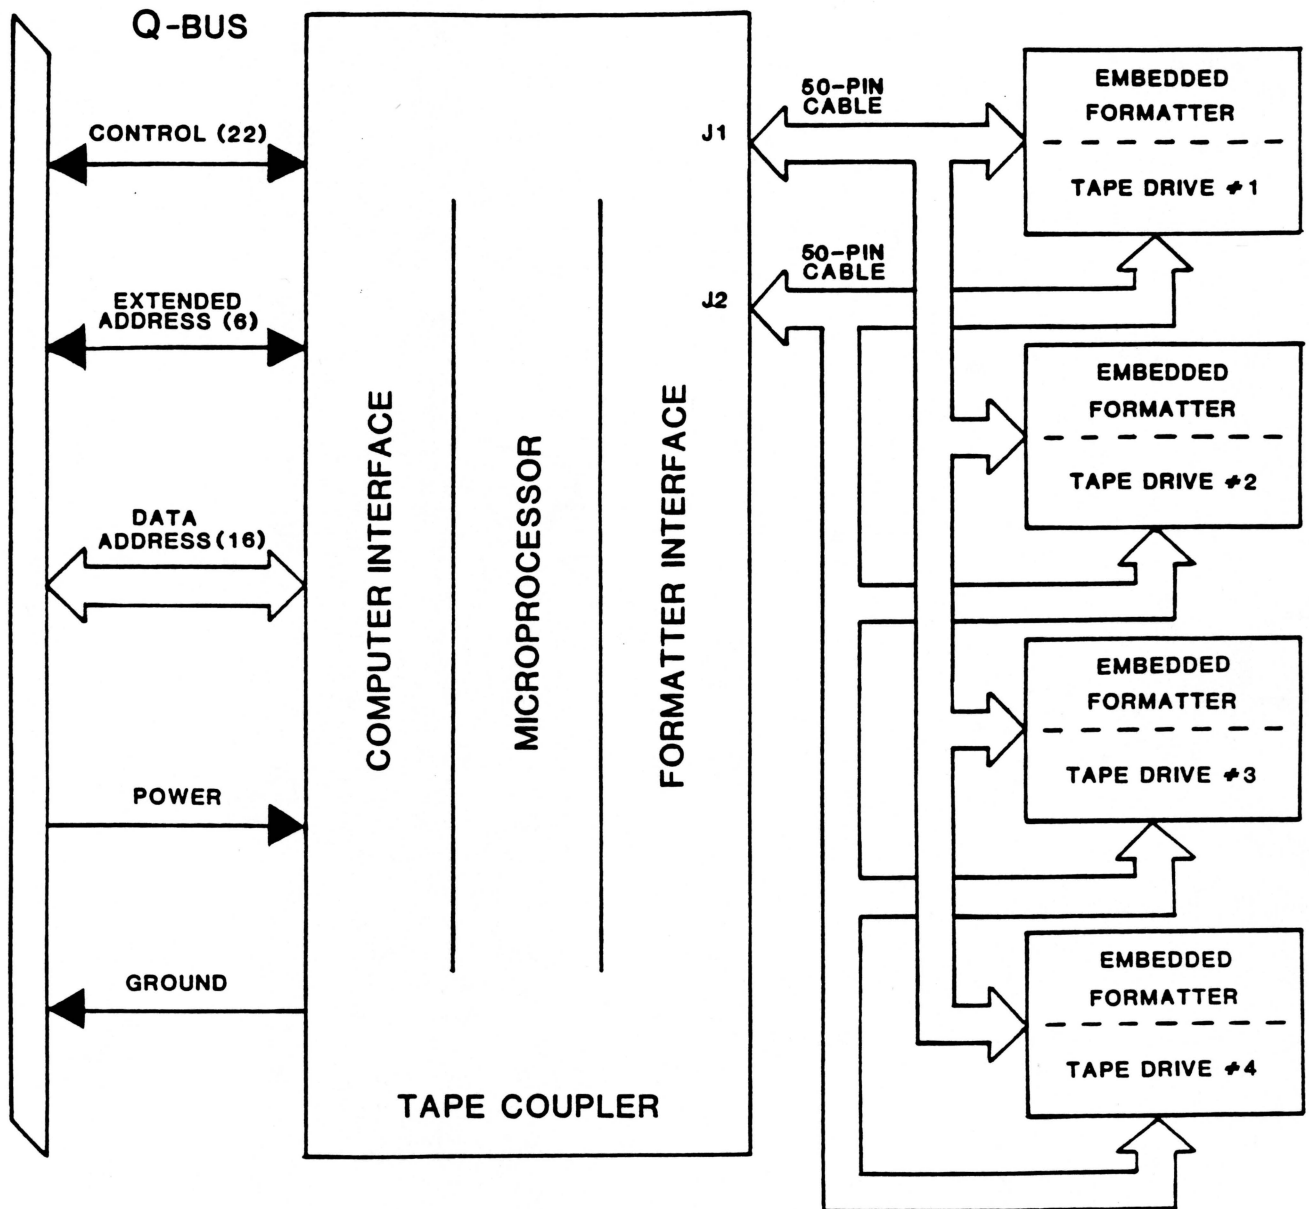 Q-BUS
CONTROL (22)
EXTENDED
ADDRESS (6)
DATA
ADDRESS (16)
POWER
GROUND
COMPUTER INTERFACE
MICROPROCESSOR
FORMATTER INTERFACE
TAPE COUPLER
J1
J2
50-PIN
CABLE
50-PIN
CABLE
EMBEDDED
FORMATTER
TAPE DRIVE #1
EMBEDDED
FORMATTER
TAPE DRIVE #2
EMBEDDED
FORMATTER
TAPE DRIVE #3
EMBEDDED
FORMATTER
TAPE DRIVE #4